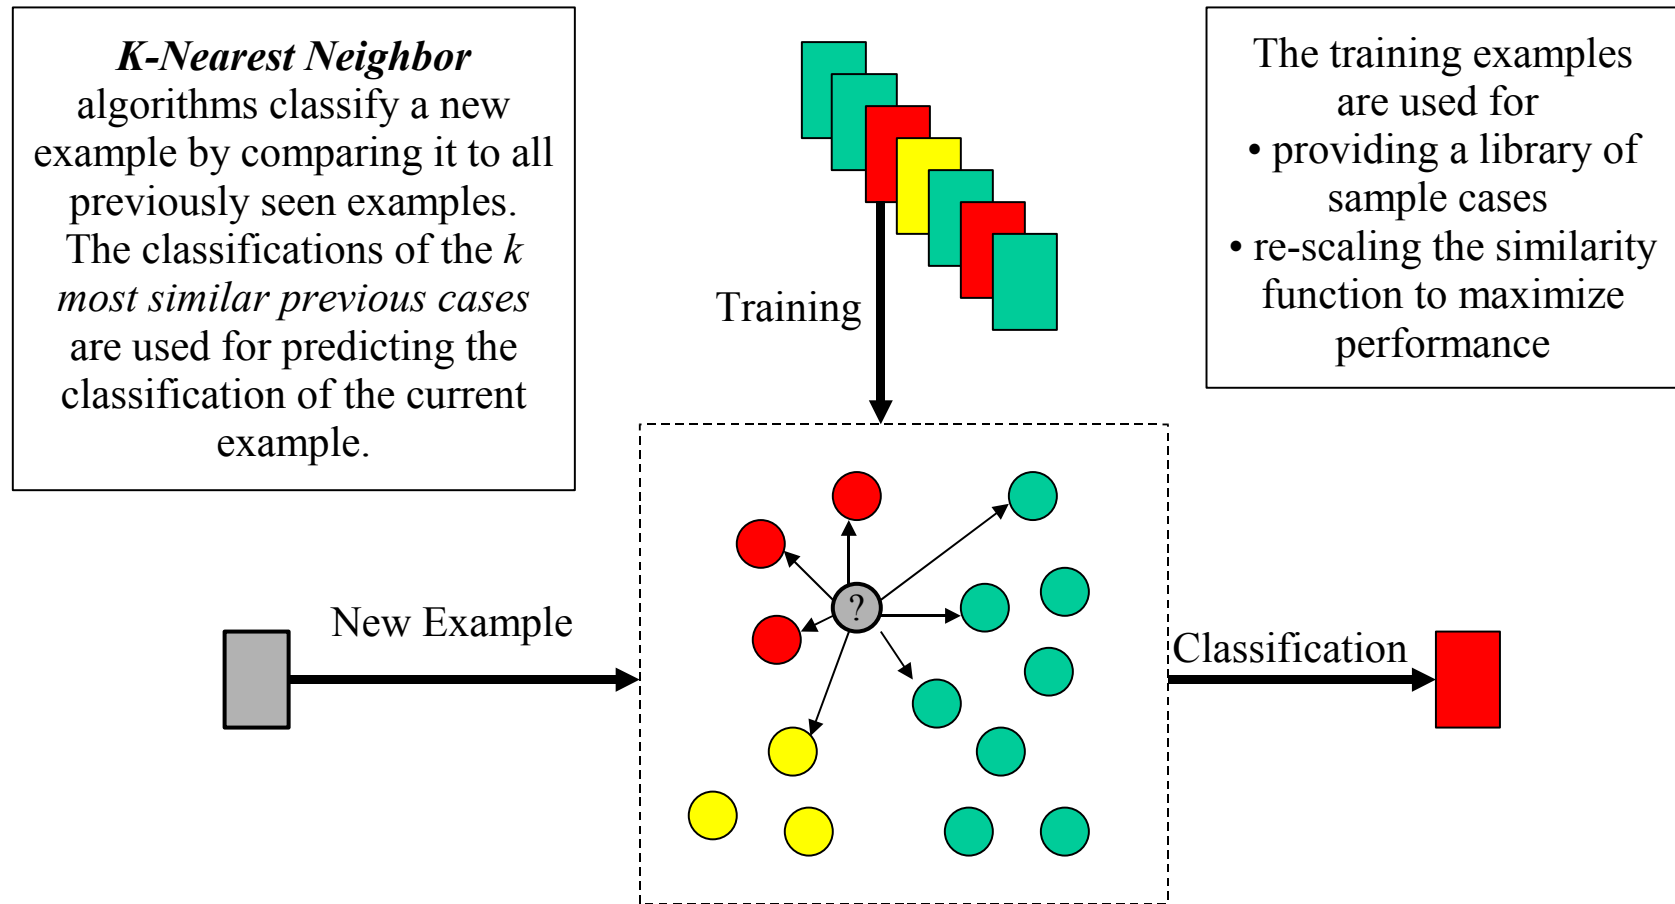 K-Nearest Neighbor
algorithms classify a new
example by comparing it to all
previously seen examples.
The classifications of the k
most similar previous cases
are used for predicting the
classification of the current
example.
The training examples
are used for
• providing a library of
sample cases
• re-scaling the similarity
function to maximize
performance
Training
?
New Example
Classification